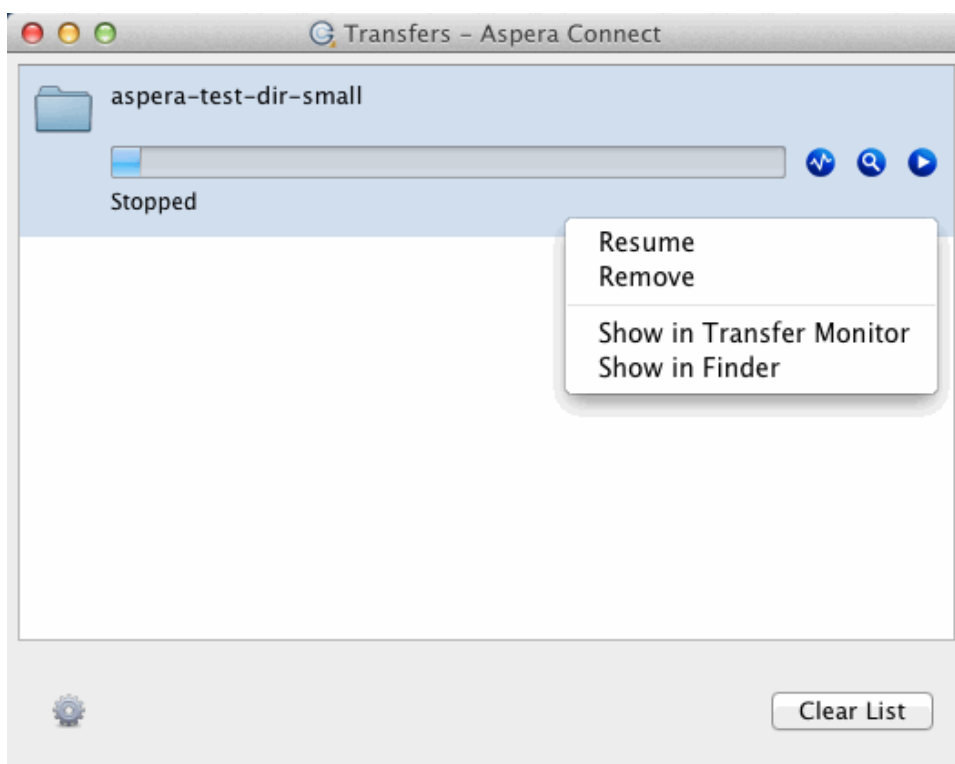 Transfers – Aspera Connect
aspera-test-dir-small
Stopped
Resume
Remove
Show in Transfer Monitor
Show in Finder
Clear List